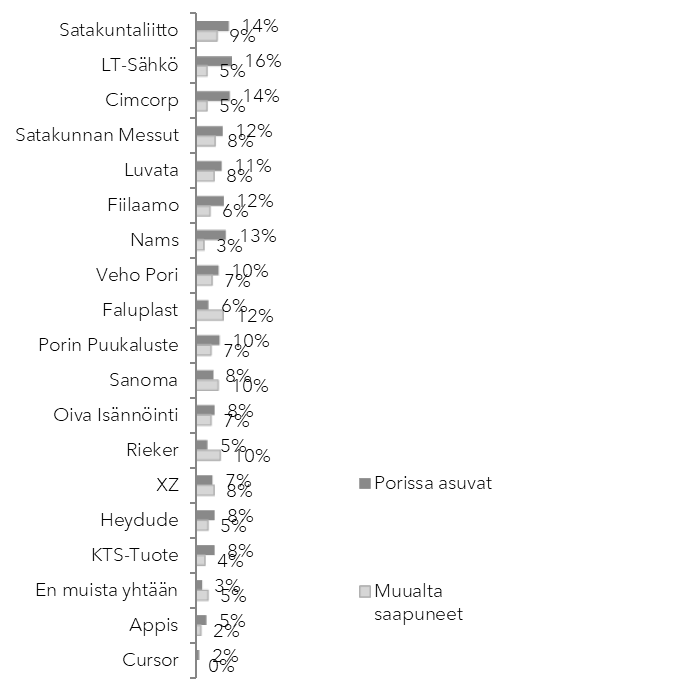 Satakuntaliitto 14%
9%
LT-Sähkö 16%
5%
Cimcorp 14%
5%
Satakunnan Messut 12%
8%
Luvata 11%
8%
Fiilaamo 12%
6%
Nams 13%
3%
Veho Pori 10%
7%
Faluplast 6%
12%
Porin Puukaluste 10%
7%
Sanoma 8%
10%
Oiva Isännöinti 8%
7%
Rieker 5%
10%
XZ 7%
8%
Heydude 8%
5%
KTS-Tuote 8%
4%
En muista yhtään 3%
5%
Appis 5%
2%
Cursor 2%
0%
Porissa asuvat
Muualta
saapuneet